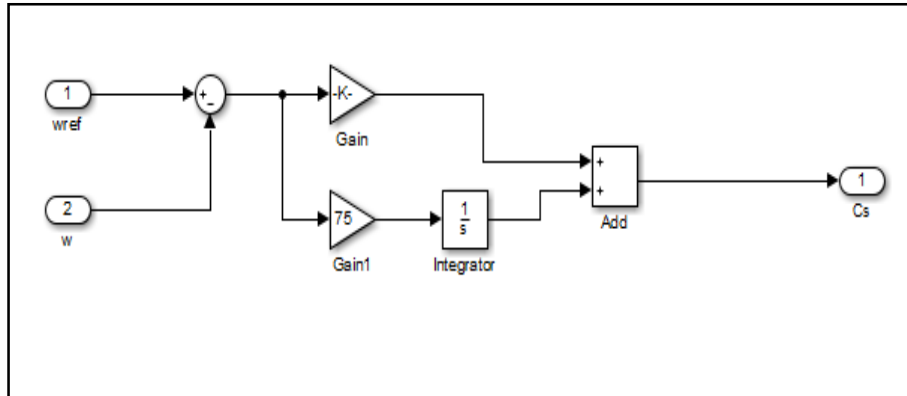 1
wref
+
-
-K-
Gain
2
w
75
Gain1
1
s
Integrator
+
+
Add
1
Cs